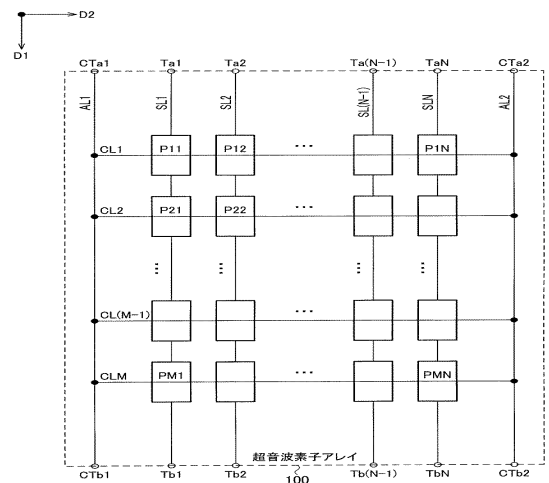 D2
D1
CTa1 Ta1 Ta2 Ta(N-1) TaN CTa2
AL1 SL1 SL2 SL(N-1) SLN AL2
CL1 P11 P12 ... P1N
CL2 P21 P22 ...
... ... ... ...
CL(M-1) ...
CLM PM1 ... PMN
超音波素子アレイ
CTb1 Tb1 Tb2 100 Tb(N-1) TbN CTb2